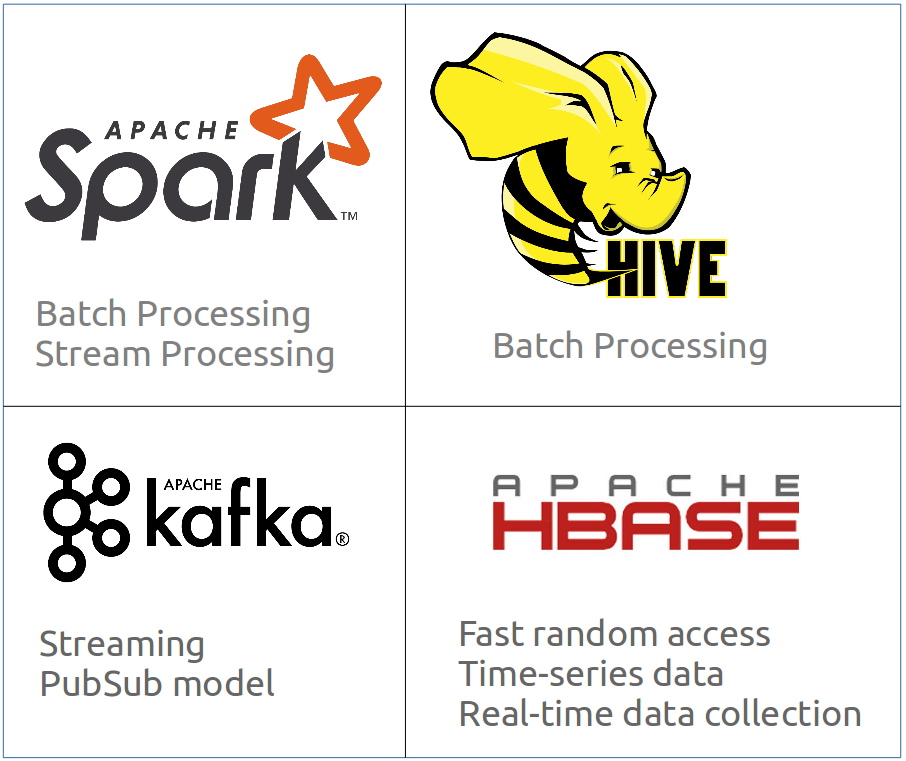 APACHE
Spark™
Batch Processing
Stream Processing
HIVE
Batch Processing
APACHE
kafka®
Streaming
PubSub model
APACHE
HBASE
Fast random access
Time-series data
Real-time data collection